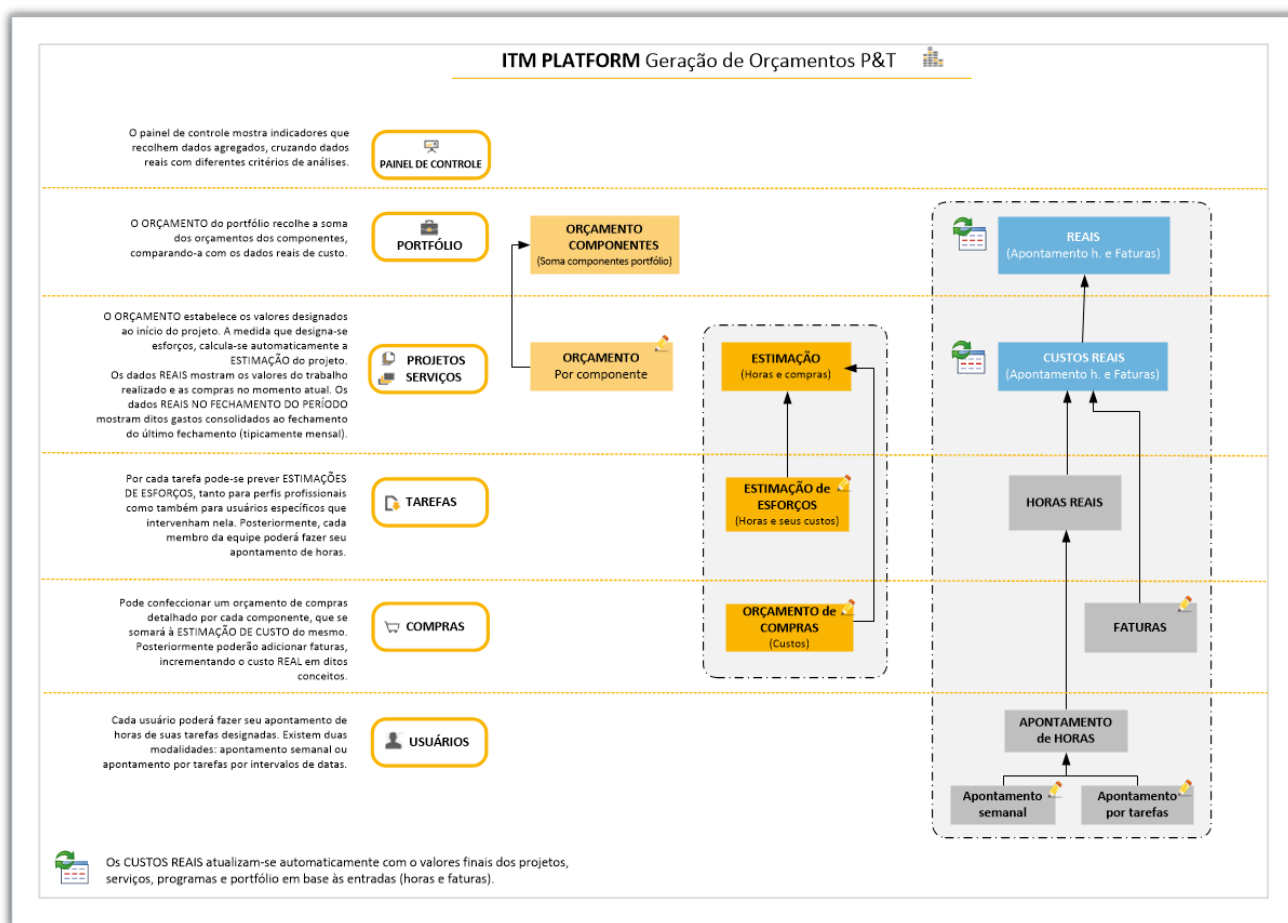 ITM PLATFORM Geração de Orçamentos P&T
O painel de controle mostra indicadores que
recolhem dados agregados, cruzando dados
reais com diferentes critérios de análises.
PAINEL DE CONTROLE
O ORÇAMENTO do portfólio recolhe a soma
dos orçamentos dos componentes,
comparando-a com os dados reais de custo.
PORTFÓLIO
ORÇAMENTO
COMPONENTES
(Soma componentes portfólio)
REAIS
(Apontamento h. e Faturas)
O ORÇAMENTO estabelece os valores designados
ao início do projeto. A medida que designa-se
esforços, calcula-se automaticamente a
ESTIMAÇÃO do projeto.
Os dados REAIS mostram os valores do trabalho
realizado e as compras no momento atual. Os
dados REAIS NO FECHAMENTO DO PERÍODO
mostram ditos gastos consolidados ao fechamento
do último fechamento (tipicamente mensal).
PROJETOS
SERVIÇOS
ORÇAMENTO
Por componente
ESTIMAÇÃO
(Horas e compras)
CUSTOS REAIS
(Apontamento h. e Faturas)
Por cada tarefa pode-se prever ESTIMAÇÕES
DE ESFORÇOS, tanto para perfis profissionais
como também para usuários específicos que
intervenham nela. Posteriormente, cada
membro da equipe poderá fazer seu
apontamento de horas.
TAREFAS
ESTIMAÇÃO de
ESFORÇOS
(Horas e seus custos)
HORAS REAIS
Pode confeccionar um orçamento de compras
detalhado por cada componente, que se
somará à ESTIMAÇÃO DE CUSTO do mesmo.
Posteriormente poderão adicionar faturas,
incrementando o custo REAL em ditos
conceitos.
COMPRAS
ORÇAMENTO de
COMPRAS
(Custos)
FATURAS
Cada usuário poderá fazer seu apontamento de
horas de suas tarefas designadas. Existem duas
modalidades: apontamento semanal ou
apontamento por tarefas por intervalos de datas.
USUÁRIOS
APONTAMENTO
de HORAS
Apontamento
semanal
Apontamento
por tarefas
Os CUSTOS REAIS atualizam-se automaticamente com o valores finais dos projetos,
serviços, programas e portfólio em base às entradas (horas e faturas).